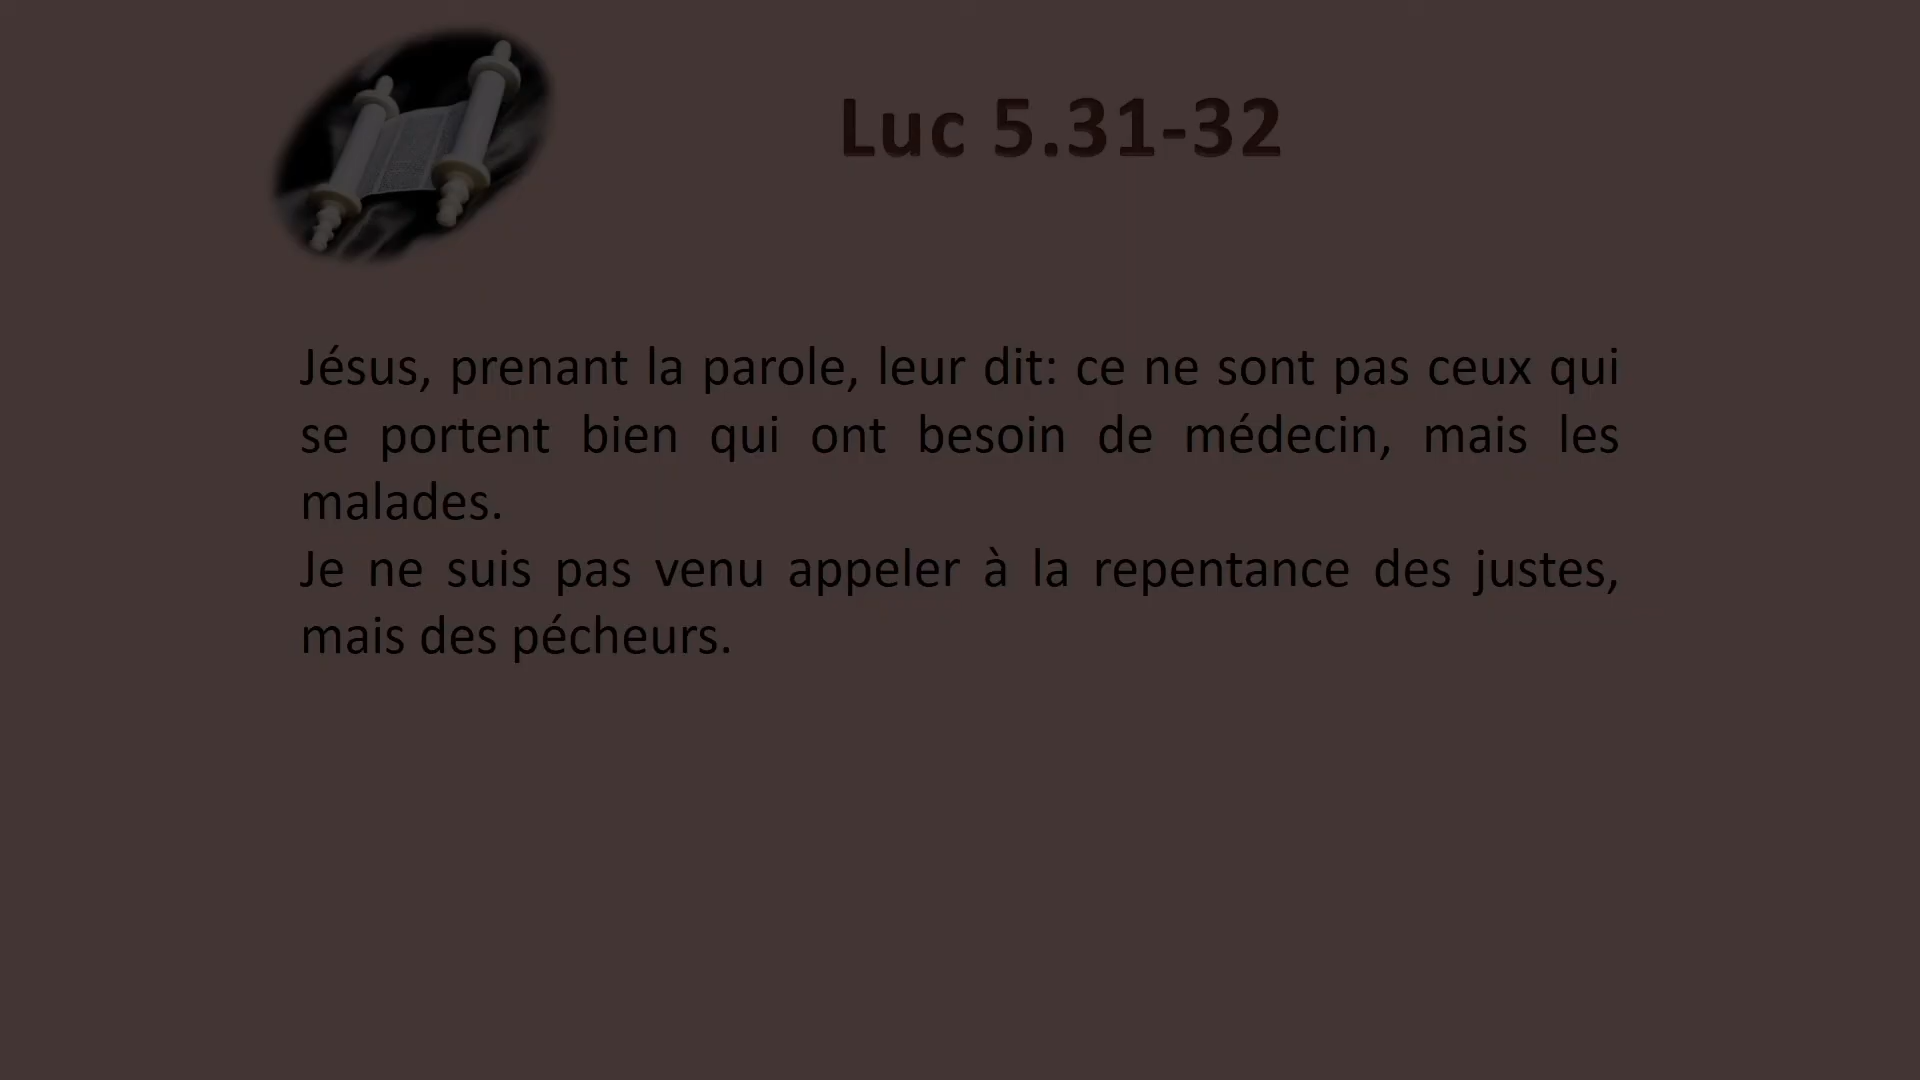 Luc 5.31-32
Jésus, prenant la parole, leur dit: ce ne sont pas ceux qui
se portent bien qui ont besoin de médecin, mais les
malades.
Je ne suis pas venu appeler à la repentance des justes,
mais des pécheurs.